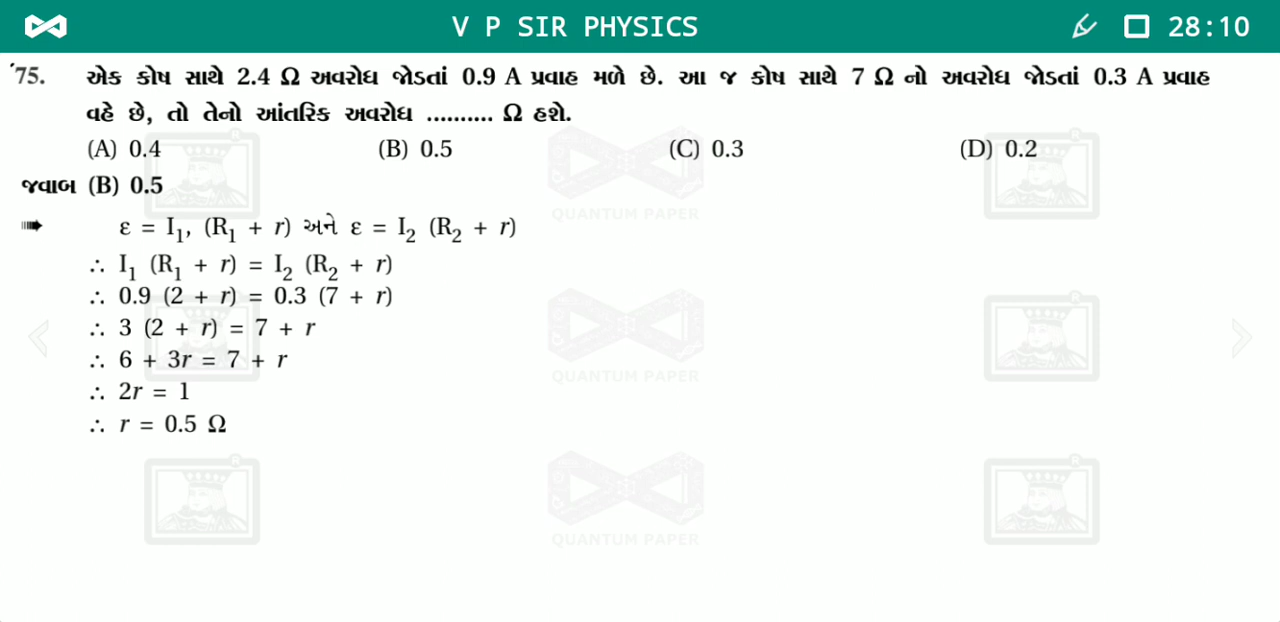 V P SIR PHYSICS
28:10
75. એક કોષ સાથે 2.4 Ω અવરોધ જોડતાં 0.9 A પ્રવાહ મળે છે. આ જ કોષ સાથે 7 Ω નો અવરોધ જોડતાં 0.3 A પ્રવાહ
વહે છે, તો તેનો આંતરિક અવરોધ .......... Ω હશે.
(A) 0.4 (B) 0.5 (C) 0.3 (D) 0.2
જવાબ (B) 0.5
ε = I₁, (R₁ + r) અને ε = I₂ (R₂ + r)
∴ I₁ (R₁ + r) = I₂ (R₂ + r)
∴ 0.9 (2 + r) = 0.3 (7 + r)
∴ 3 (2 + r) = 7 + r
∴ 6 + 3r = 7 + r
∴ 2r = 1
∴ r = 0.5 Ω
QUANTUM PAPER
QUANTUM PAPER
QUANTUM PAPER